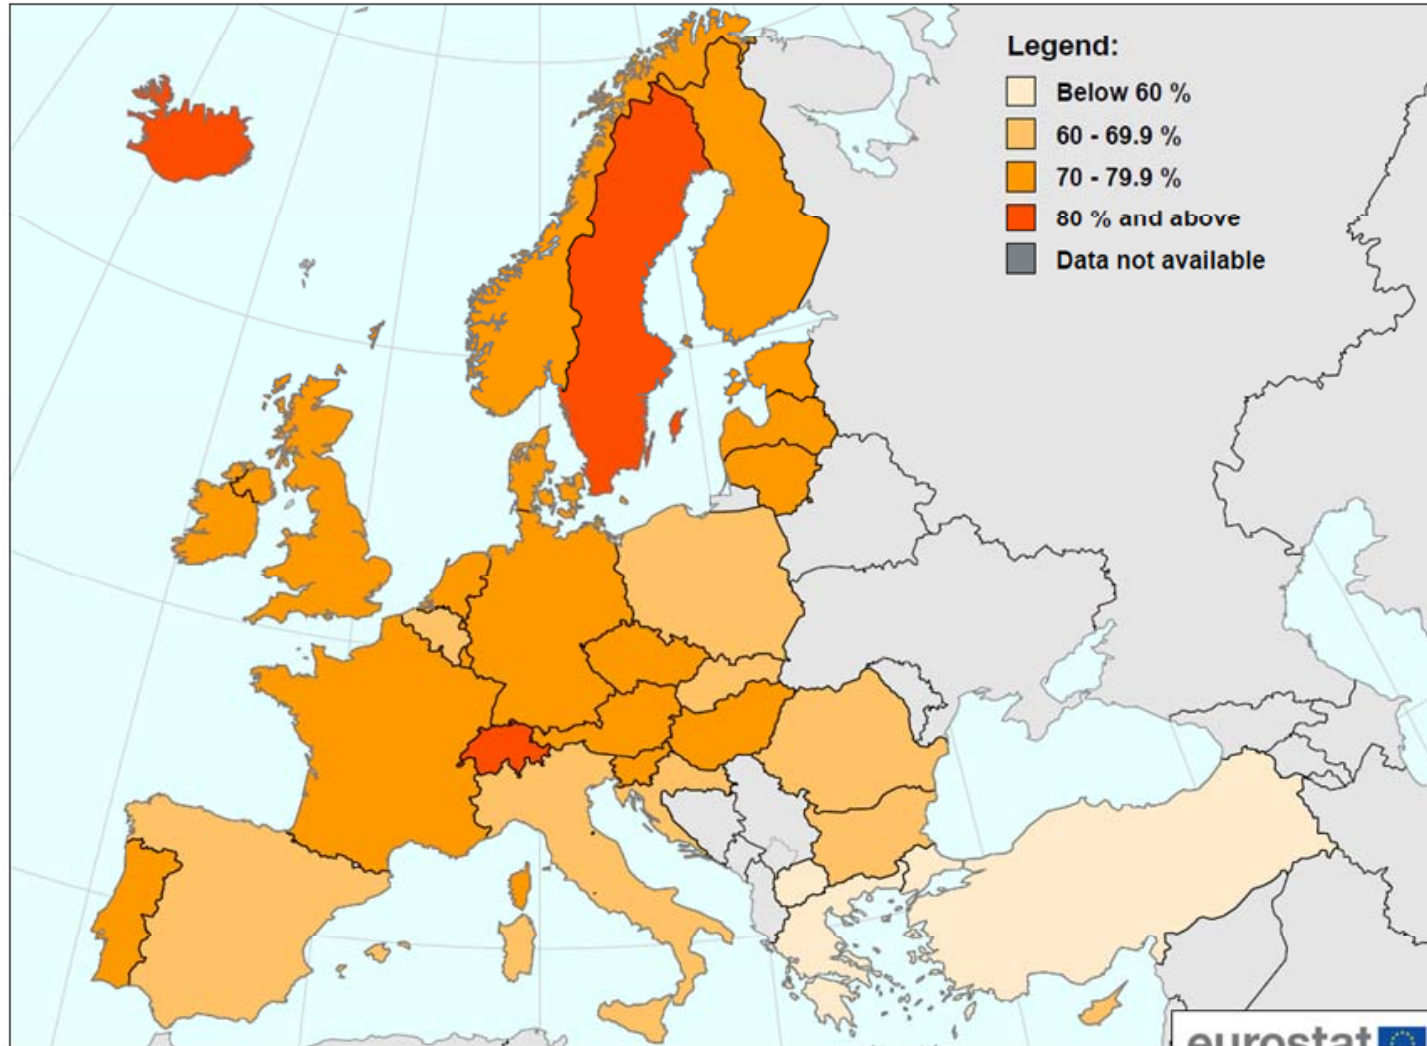 Legend:
Below 60 %
60 - 69.9 %
70 - 79.9 %
80 % and above
Data not available
eurostat